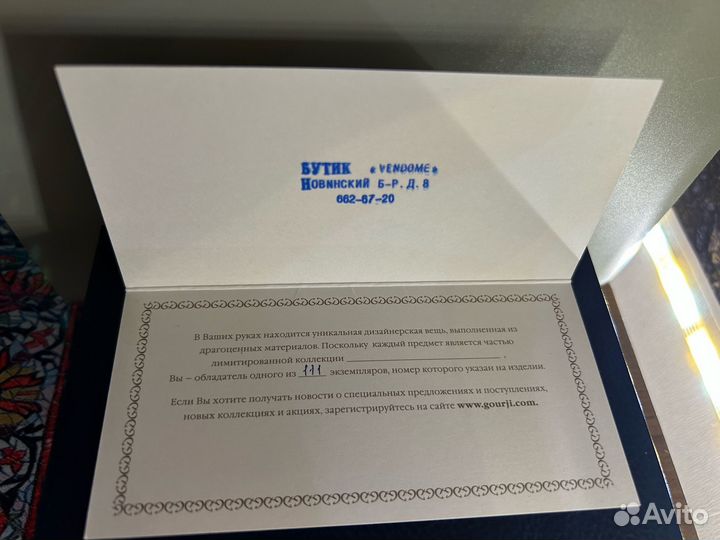 БУТИК «VENDOME»
НОВИНСКИЙ Б-Р. Д. 8
662-67-20
В Ваших руках находится уникальная дизайнерская вещь, выполненная из
драгоценных материалов. Поскольку каждый предмет является частью
лимитированной коллекции ____________________ .
Вы – обладатель одного из 111 экземпляров, номер которого указан на изделии.
Если Вы хотите получать новости о специальных предложениях и поступлениях,
новых коллекциях и акциях, зарегистрируйтесь на сайте www.gourji.com.
Avito